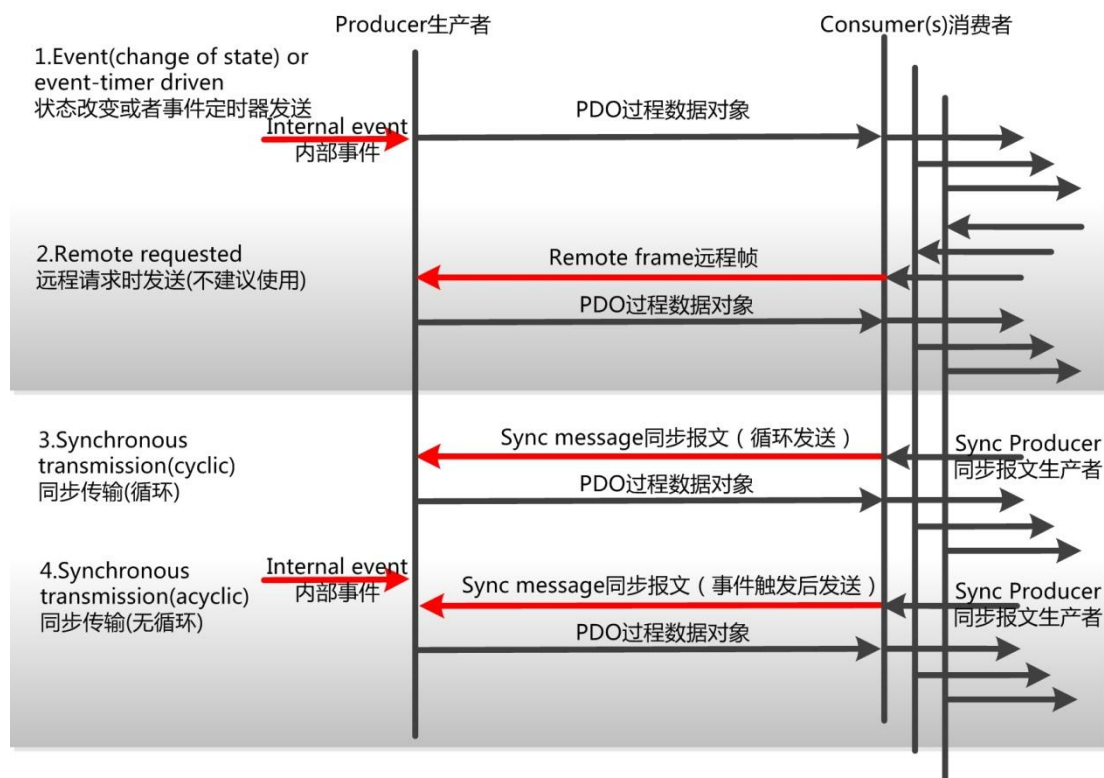 Producer生产者
Consumer(s)消费者
1.Event(change of state) or
event-timer driven
状态改变或者事件定时器发送
Internal event
内部事件
PDO过程数据对象
2.Remote requested
远程请求时发送(不建议使用)
Remote frame远程帧
PDO过程数据对象
3.Synchronous
transmission(cyclic)
同步传输(循环)
Sync message同步报文（循环发送）
Sync Producer
同步报文生产者
PDO过程数据对象
4.Synchronous
transmission(acyclic)
同步传输(无循环)
Internal event
内部事件
Sync message同步报文（事件触发后发送）
Sync Producer
同步报文生产者
PDO过程数据对象